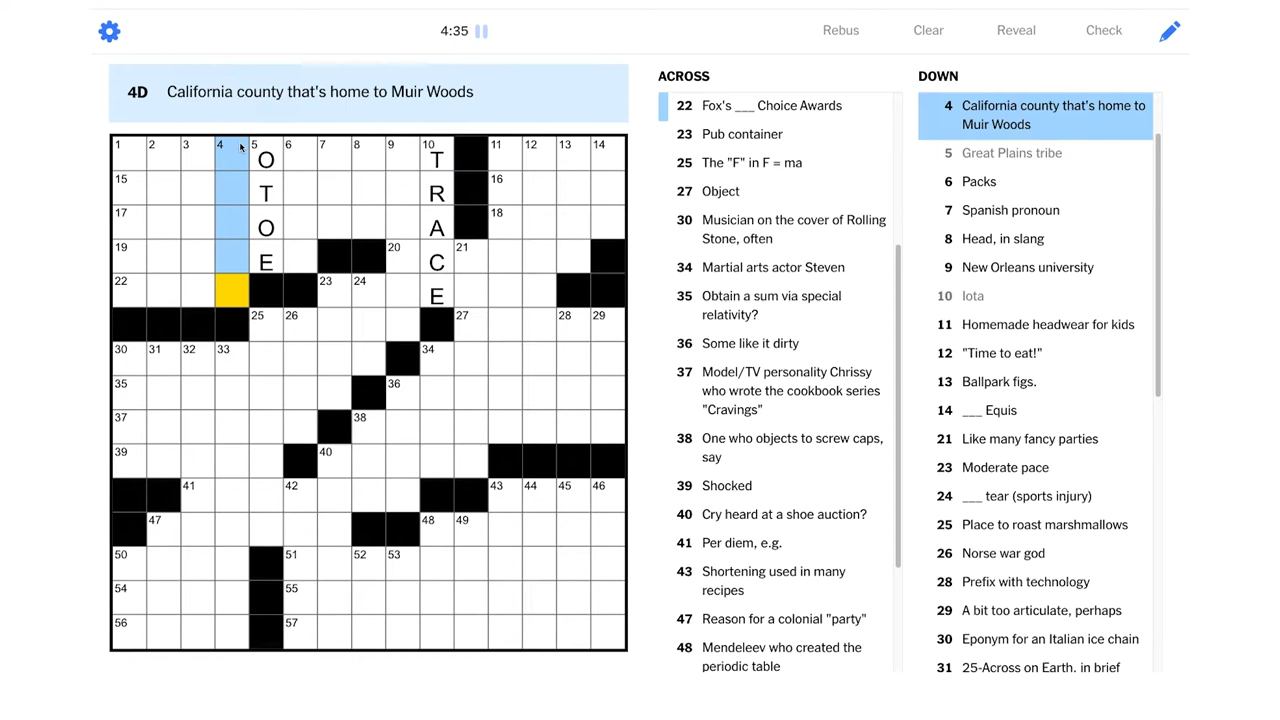 4:35
Rebus Clear Reveal Check
4D California county that's home to Muir Woods
1 2 3 4 5 O 6 7 8 9 10 T 11 12 13 14
15 T R 16
17 O A 18
19 E 20 C 21
22 23 24 E
25 26 27 28 29
30 31 32 33 34
35 36
37 38
39 40
41 42 43 44 45 46
47 48 49
50 51 52 53
54 55
56 57
ACROSS
22 Fox's ___ Choice Awards
23 Pub container
25 The "F" in F = ma
27 Object
30 Musician on the cover of Rolling
Stone, often
34 Martial arts actor Steven
35 Obtain a sum via special
relativity?
36 Some like it dirty
37 Model/TV personality Chrissy
who wrote the cookbook series
"Cravings"
38 One who objects to screw caps,
say
39 Shocked
40 Cry heard at a shoe auction?
41 Per diem, e.g.
43 Shortening used in many
recipes
47 Reason for a colonial "party"
48 Mendeleev who created the
periodic table
DOWN
4 California county that's home to
Muir Woods
5 Great Plains tribe
6 Packs
7 Spanish pronoun
8 Head, in slang
9 New Orleans university
10 Iota
11 Homemade headwear for kids
12 "Time to eat!"
13 Ballpark figs.
14 ___ Equis
21 Like many fancy parties
23 Moderate pace
24 ___ tear (sports injury)
25 Place to roast marshmallows
26 Norse war god
28 Prefix with technology
29 A bit too articulate, perhaps
30 Eponym for an Italian ice chain
31 25-Across on Earth, in brief